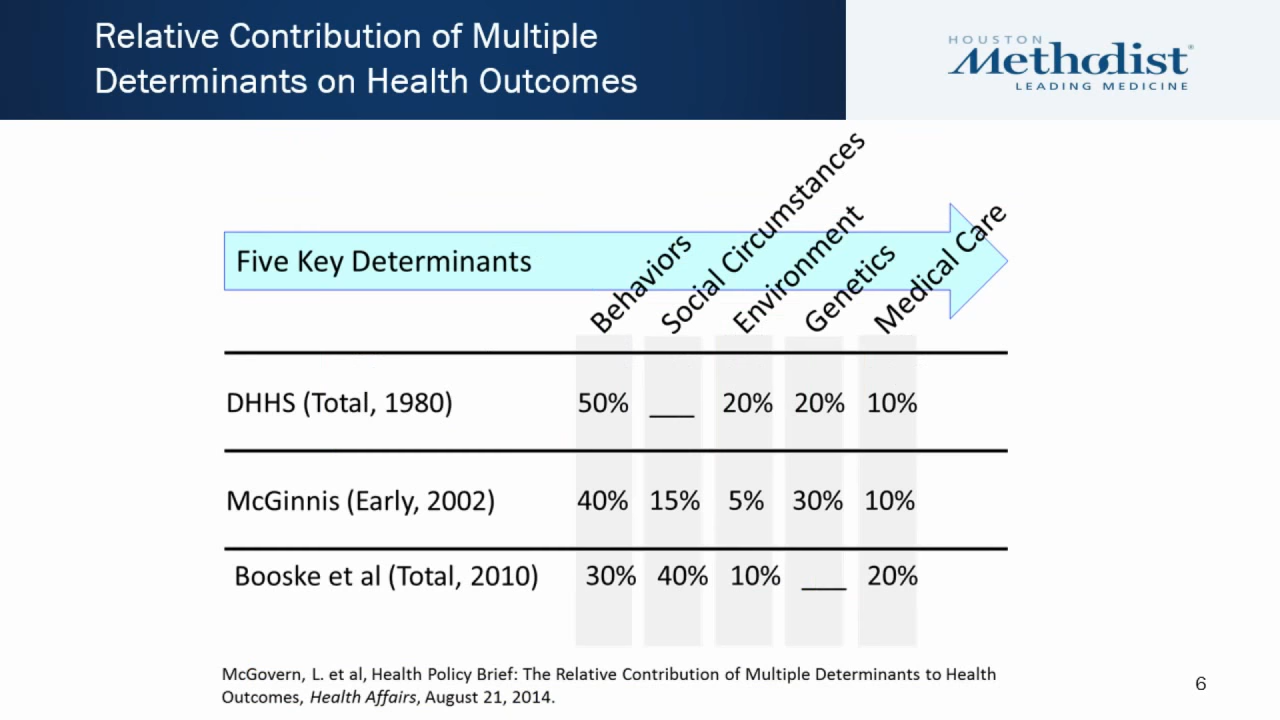 Relative Contribution of Multiple
Determinants on Health Outcomes
HOUSTON
Methodist®
LEADING MEDICINE
Five Key Determinants
Behaviors
Social Circumstances
Environment
Genetics
Medical Care
DHHS (Total, 1980) 50% ___ 20% 20% 10%
McGinnis (Early, 2002) 40% 15% 5% 30% 10%
Booske et al (Total, 2010) 30% 40% 10% ___ 20%
McGovern, L. et al, Health Policy Brief: The Relative Contribution of Multiple Determinants to Health
Outcomes, Health Affairs, August 21, 2014.
6